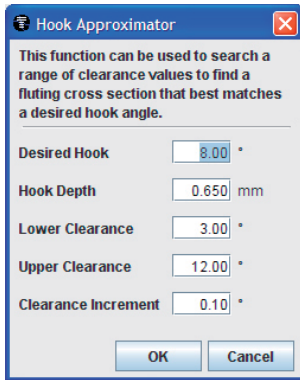 Hook Approximator
This function can be used to search a
range of clearance values to find a
fluting cross section that best matches
a desired hook angle.
Desired Hook 8.00 °
Hook Depth 0.650 mm
Lower Clearance 3.00 °
Upper Clearance 12.00 °
Clearance Increment 0.10 °
OK Cancel